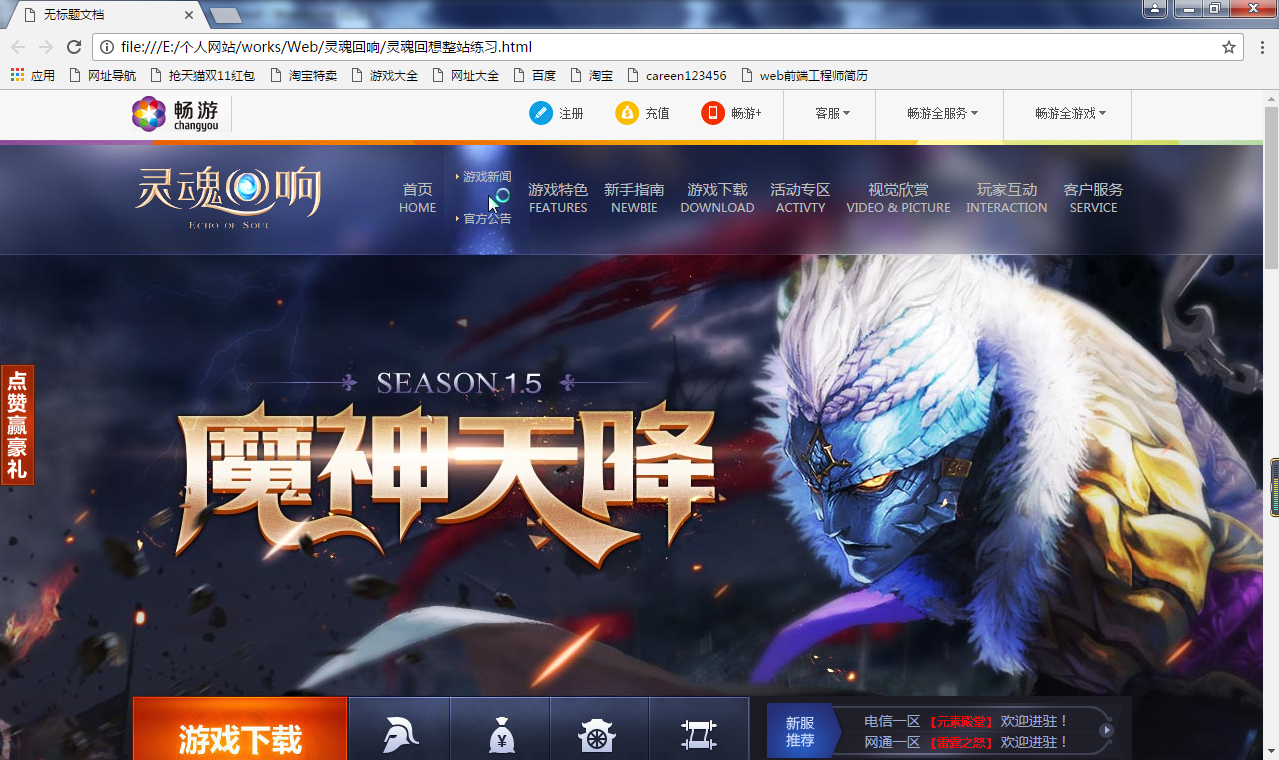 无标题文档
file:///E:/个人网站/works/Web/灵魂回响/灵魂回想整站练习.html
应用 网址导航 抢天猫双11红包 淘宝特卖 游戏大全 网址大全 百度 淘宝 careen123456 web前端工程师简历
畅游 changyou 注册 充值 畅游+ 客服 畅游全服务 畅游全游戏
灵魂回响
ECHO OF SOUL
首页 游戏新闻 游戏特色 新手指南 游戏下载 活动专区 视觉欣赏 玩家互动 客户服务
HOME 官方公告 FEATURES NEWBIE DOWNLOAD ACTIVTY VIDEO & PICTURE INTERACTION SERVICE
SEASON 1.5
魔神天降
点赞赢豪礼
游戏下载
新服推荐
电信一区 【元素殿堂】 欢迎进驻！
网通一区 【雷霆之怒】 欢迎进驻！